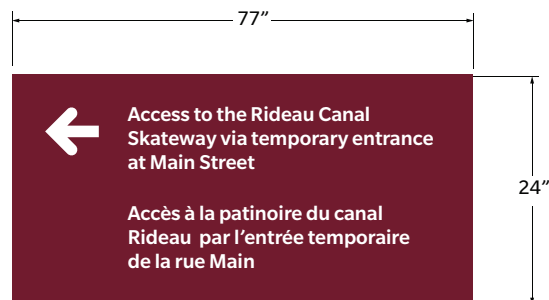 77”
Access to the Rideau Canal
Skateway via temporary entrance
at Main Street
24”
Accès à la patinoire du canal
Rideau par l’entrée temporaire
de la rue Main